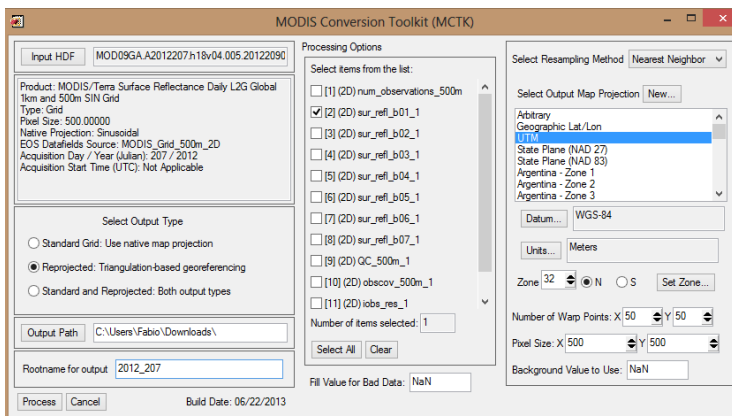 MODIS Conversion Toolkit (MCTK)
Input HDF
MOD09GA.A2012207.h18v04.005.20122090
Product: MODIS/Terra Surface Reflectance Daily L2G Global
1km and 500m SIN Grid
Type: Grid
Pixel Size: 500.00000
Native Projection: Sinusoidal
EOS Datafields Source: MODIS_Grid_500m_2D
Acquisition Day / Year (Julian): 207 / 2012
Acquisition Start Time (UTC): Not Applicable
Select Output Type
Standard Grid: Use native map projection
Reprojected: Triangulation-based georeferencing
Standard and Reprojected: Both output types
Output Path
C:\Users\Fabio\Downloads\
Rootname for output
2012_207
Process
Cancel
Build Date: 06/22/2013
Processing Options
Select items from the list:
[1] (2D) num_observations_500m
[2] (2D) sur_refl_b01_1
[3] (2D) sur_refl_b02_1
[4] (2D) sur_refl_b03_1
[5] (2D) sur_refl_b04_1
[6] (2D) sur_refl_b05_1
[7] (2D) sur_refl_b06_1
[8] (2D) sur_refl_b07_1
[9] (2D) QC_500m_1
[10] (2D) obscov_500m_1
[11] (2D) iobs_res_1
Number of items selected: 1
Select All
Clear
Fill Value for Bad Data: NaN
Select Resampling Method Nearest Neighbor
Select Output Map Projection New...
Arbitrary
Geographic Lat/Lon
UTM
State Plane (NAD 27)
State Plane (NAD 83)
Argentina - Zone 1
Argentina - Zone 2
Argentina - Zone 3
Datum... WGS-84
Units... Meters
Zone 32 N S Set Zone...
Number of Warp Points: X 50 Y 50
Pixel Size: X 500 Y 500
Background Value to Use: NaN